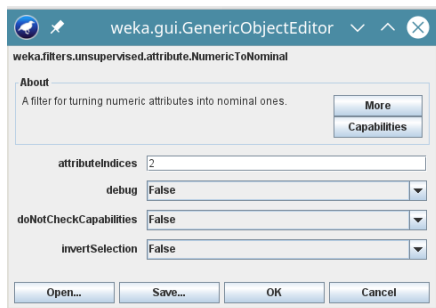 weka.gui.GenericObjectEditor
weka.filters.unsupervised.attribute.NumericToNominal
About
A filter for turning numeric attributes into nominal ones.
More
Capabilities
attributeIndices 2
debug False
doNotCheckCapabilities False
invertSelection False
Open... Save... OK Cancel